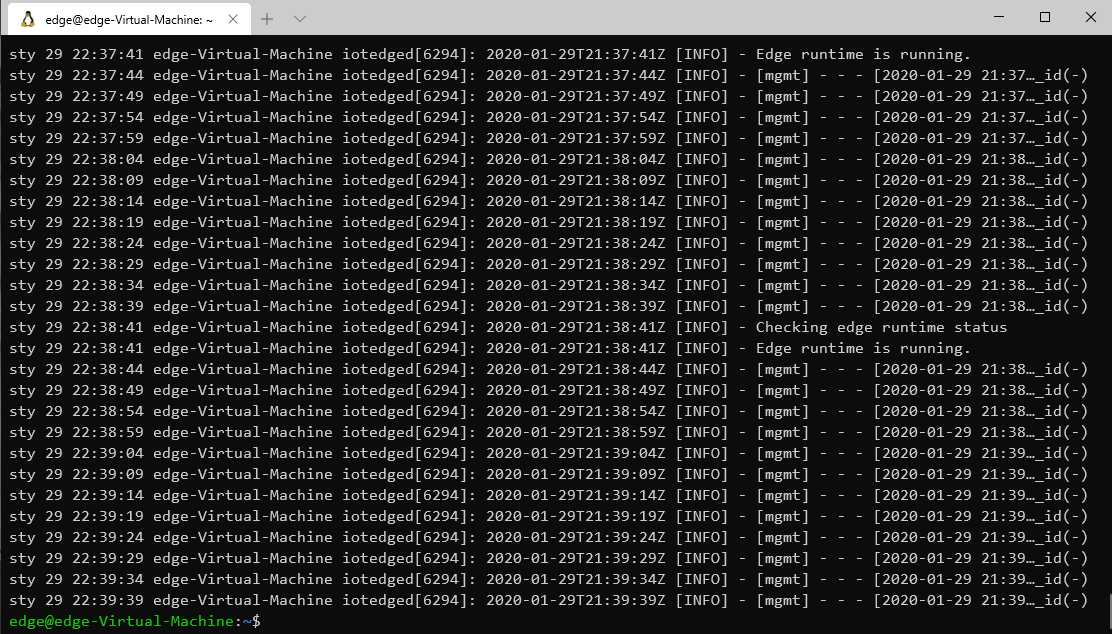 edge@edge-Virtual-Machine: ~
sty 29 22:37:41 edge-Virtual-Machine iotedged[6294]: 2020-01-29T21:37:41Z [INFO] - Edge runtime is running.
sty 29 22:37:44 edge-Virtual-Machine iotedged[6294]: 2020-01-29T21:37:44Z [INFO] - [mgmt] - - - [2020-01-29 21:37…_id(-)
sty 29 22:37:49 edge-Virtual-Machine iotedged[6294]: 2020-01-29T21:37:49Z [INFO] - [mgmt] - - - [2020-01-29 21:37…_id(-)
sty 29 22:37:54 edge-Virtual-Machine iotedged[6294]: 2020-01-29T21:37:54Z [INFO] - [mgmt] - - - [2020-01-29 21:37…_id(-)
sty 29 22:37:59 edge-Virtual-Machine iotedged[6294]: 2020-01-29T21:37:59Z [INFO] - [mgmt] - - - [2020-01-29 21:37…_id(-)
sty 29 22:38:04 edge-Virtual-Machine iotedged[6294]: 2020-01-29T21:38:04Z [INFO] - [mgmt] - - - [2020-01-29 21:38…_id(-)
sty 29 22:38:09 edge-Virtual-Machine iotedged[6294]: 2020-01-29T21:38:09Z [INFO] - [mgmt] - - - [2020-01-29 21:38…_id(-)
sty 29 22:38:14 edge-Virtual-Machine iotedged[6294]: 2020-01-29T21:38:14Z [INFO] - [mgmt] - - - [2020-01-29 21:38…_id(-)
sty 29 22:38:19 edge-Virtual-Machine iotedged[6294]: 2020-01-29T21:38:19Z [INFO] - [mgmt] - - - [2020-01-29 21:38…_id(-)
sty 29 22:38:24 edge-Virtual-Machine iotedged[6294]: 2020-01-29T21:38:24Z [INFO] - [mgmt] - - - [2020-01-29 21:38…_id(-)
sty 29 22:38:29 edge-Virtual-Machine iotedged[6294]: 2020-01-29T21:38:29Z [INFO] - [mgmt] - - - [2020-01-29 21:38…_id(-)
sty 29 22:38:34 edge-Virtual-Machine iotedged[6294]: 2020-01-29T21:38:34Z [INFO] - [mgmt] - - - [2020-01-29 21:38…_id(-)
sty 29 22:38:39 edge-Virtual-Machine iotedged[6294]: 2020-01-29T21:38:39Z [INFO] - [mgmt] - - - [2020-01-29 21:38…_id(-)
sty 29 22:38:41 edge-Virtual-Machine iotedged[6294]: 2020-01-29T21:38:41Z [INFO] - Checking edge runtime status
sty 29 22:38:41 edge-Virtual-Machine iotedged[6294]: 2020-01-29T21:38:41Z [INFO] - Edge runtime is running.
sty 29 22:38:44 edge-Virtual-Machine iotedged[6294]: 2020-01-29T21:38:44Z [INFO] - [mgmt] - - - [2020-01-29 21:38…_id(-)
sty 29 22:38:49 edge-Virtual-Machine iotedged[6294]: 2020-01-29T21:38:49Z [INFO] - [mgmt] - - - [2020-01-29 21:38…_id(-)
sty 29 22:38:54 edge-Virtual-Machine iotedged[6294]: 2020-01-29T21:38:54Z [INFO] - [mgmt] - - - [2020-01-29 21:38…_id(-)
sty 29 22:38:59 edge-Virtual-Machine iotedged[6294]: 2020-01-29T21:38:59Z [INFO] - [mgmt] - - - [2020-01-29 21:38…_id(-)
sty 29 22:39:04 edge-Virtual-Machine iotedged[6294]: 2020-01-29T21:39:04Z [INFO] - [mgmt] - - - [2020-01-29 21:39…_id(-)
sty 29 22:39:09 edge-Virtual-Machine iotedged[6294]: 2020-01-29T21:39:09Z [INFO] - [mgmt] - - - [2020-01-29 21:39…_id(-)
sty 29 22:39:14 edge-Virtual-Machine iotedged[6294]: 2020-01-29T21:39:14Z [INFO] - [mgmt] - - - [2020-01-29 21:39…_id(-)
sty 29 22:39:19 edge-Virtual-Machine iotedged[6294]: 2020-01-29T21:39:19Z [INFO] - [mgmt] - - - [2020-01-29 21:39…_id(-)
sty 29 22:39:24 edge-Virtual-Machine iotedged[6294]: 2020-01-29T21:39:24Z [INFO] - [mgmt] - - - [2020-01-29 21:39…_id(-)
sty 29 22:39:29 edge-Virtual-Machine iotedged[6294]: 2020-01-29T21:39:29Z [INFO] - [mgmt] - - - [2020-01-29 21:39…_id(-)
sty 29 22:39:34 edge-Virtual-Machine iotedged[6294]: 2020-01-29T21:39:34Z [INFO] - [mgmt] - - - [2020-01-29 21:39…_id(-)
sty 29 22:39:39 edge-Virtual-Machine iotedged[6294]: 2020-01-29T21:39:39Z [INFO] - [mgmt] - - - [2020-01-29 21:39…_id(-)
edge@edge-Virtual-Machine:~$